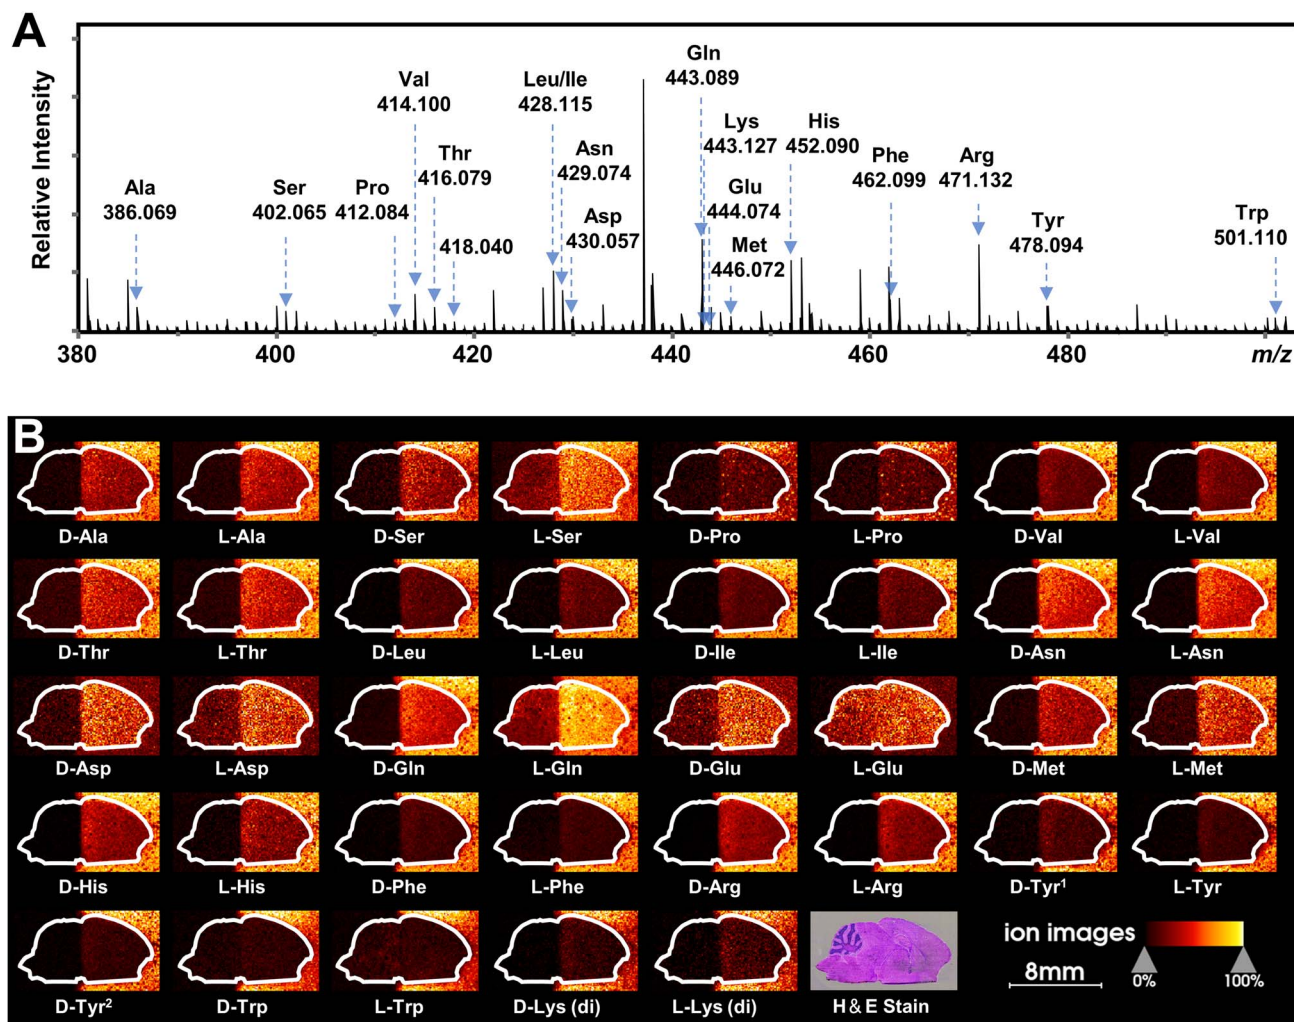 A
Relative Intensity
Ala
386.069
Ser
402.065
Pro
412.084
Val
414.100
Thr
416.079
418.040
Leu/Ile
428.115
Asn
429.074
Asp
430.057
Gln
443.089
Lys
443.127
Glu
444.074
Met
446.072
His
452.090
Phe
462.099
Arg
471.132
Tyr
478.094
Trp
501.110
380 400 420 440 460 480 m/z
B
D-Ala L-Ala D-Ser L-Ser D-Pro L-Pro D-Val L-Val
D-Thr L-Thr D-Leu L-Leu D-Ile L-Ile D-Asn L-Asn
D-Asp L-Asp D-Gln L-Gln D-Glu L-Glu D-Met L-Met
D-His L-His D-Phe L-Phe D-Arg L-Arg D-Tyr¹ L-Tyr
D-Tyr² D-Trp L-Trp D-Lys (di) L-Lys (di) H&E Stain
ion images
8mm
0% 100%